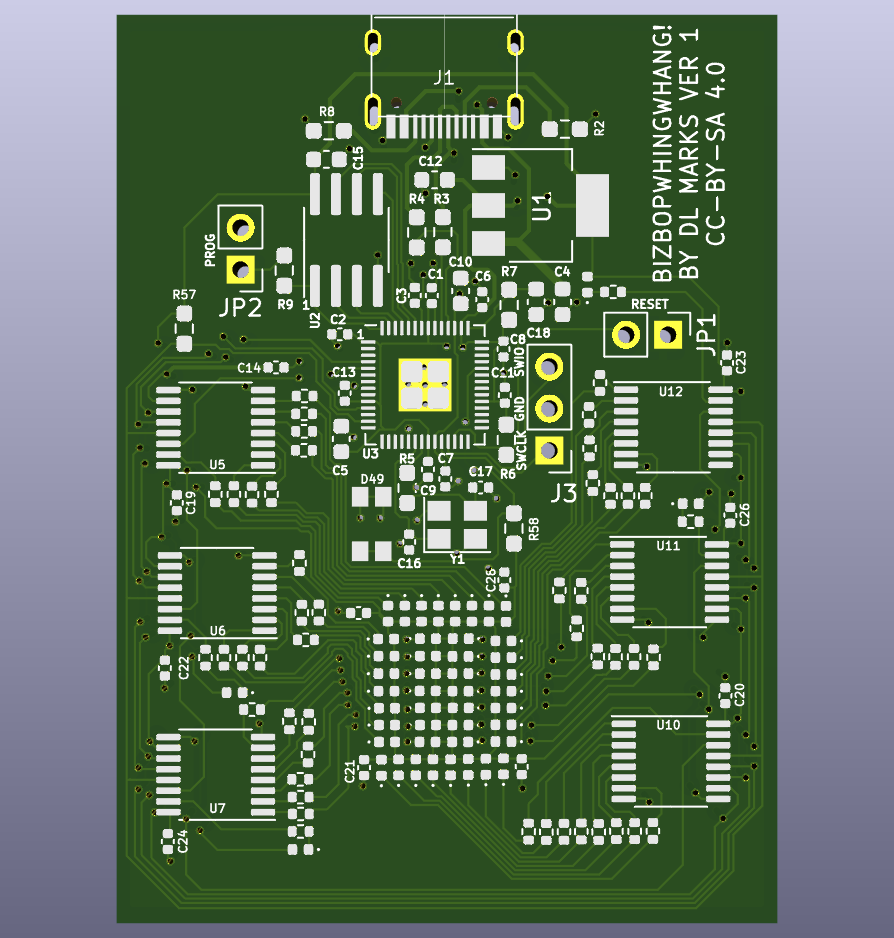 J1
BIZBOPWHINGWHANG!
BY DL MARKS VER 1
CC-BY-SA 4.0
R8
R2
C15
C12
R4 R3
U1
PROG
JP2
R9
1
U2
C10
C1
C3
C6
R7
C4
C18
RESET
JP1
R57
C2
1
C8
C14
C13
SWIO
GND
SWCLK
J3
U12
C23
U5
C5
U3
R5
C7
C9
C17
R6
C19
D49
R58
C26
U11
C16
Y1
C26
U6
C22
C20
U10
C21
U7
C24